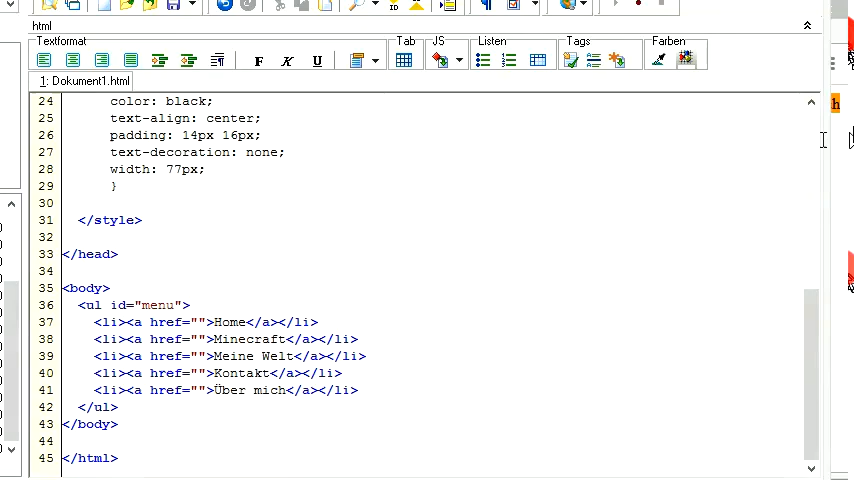 html
Textformat Tab JS Listen Tags Farben
F K U
1: Dokument1.html
24 color: black;
25 text-align: center;
26 padding: 14px 16px;
27 text-decoration: none;
28 width: 77px;
29 }
30
31 </style>
32
33 </head>
34
35 <body>
36 <ul id="menu">
37 <li><a href="">Home</a></li>
38 <li><a href="">Minecraft</a></li>
39 <li><a href="">Meine Welt</a></li>
40 <li><a href="">Kontakt</a></li>
41 <li><a href="">Über mich</a></li>
42 </ul>
43 </body>
44
45 </html>